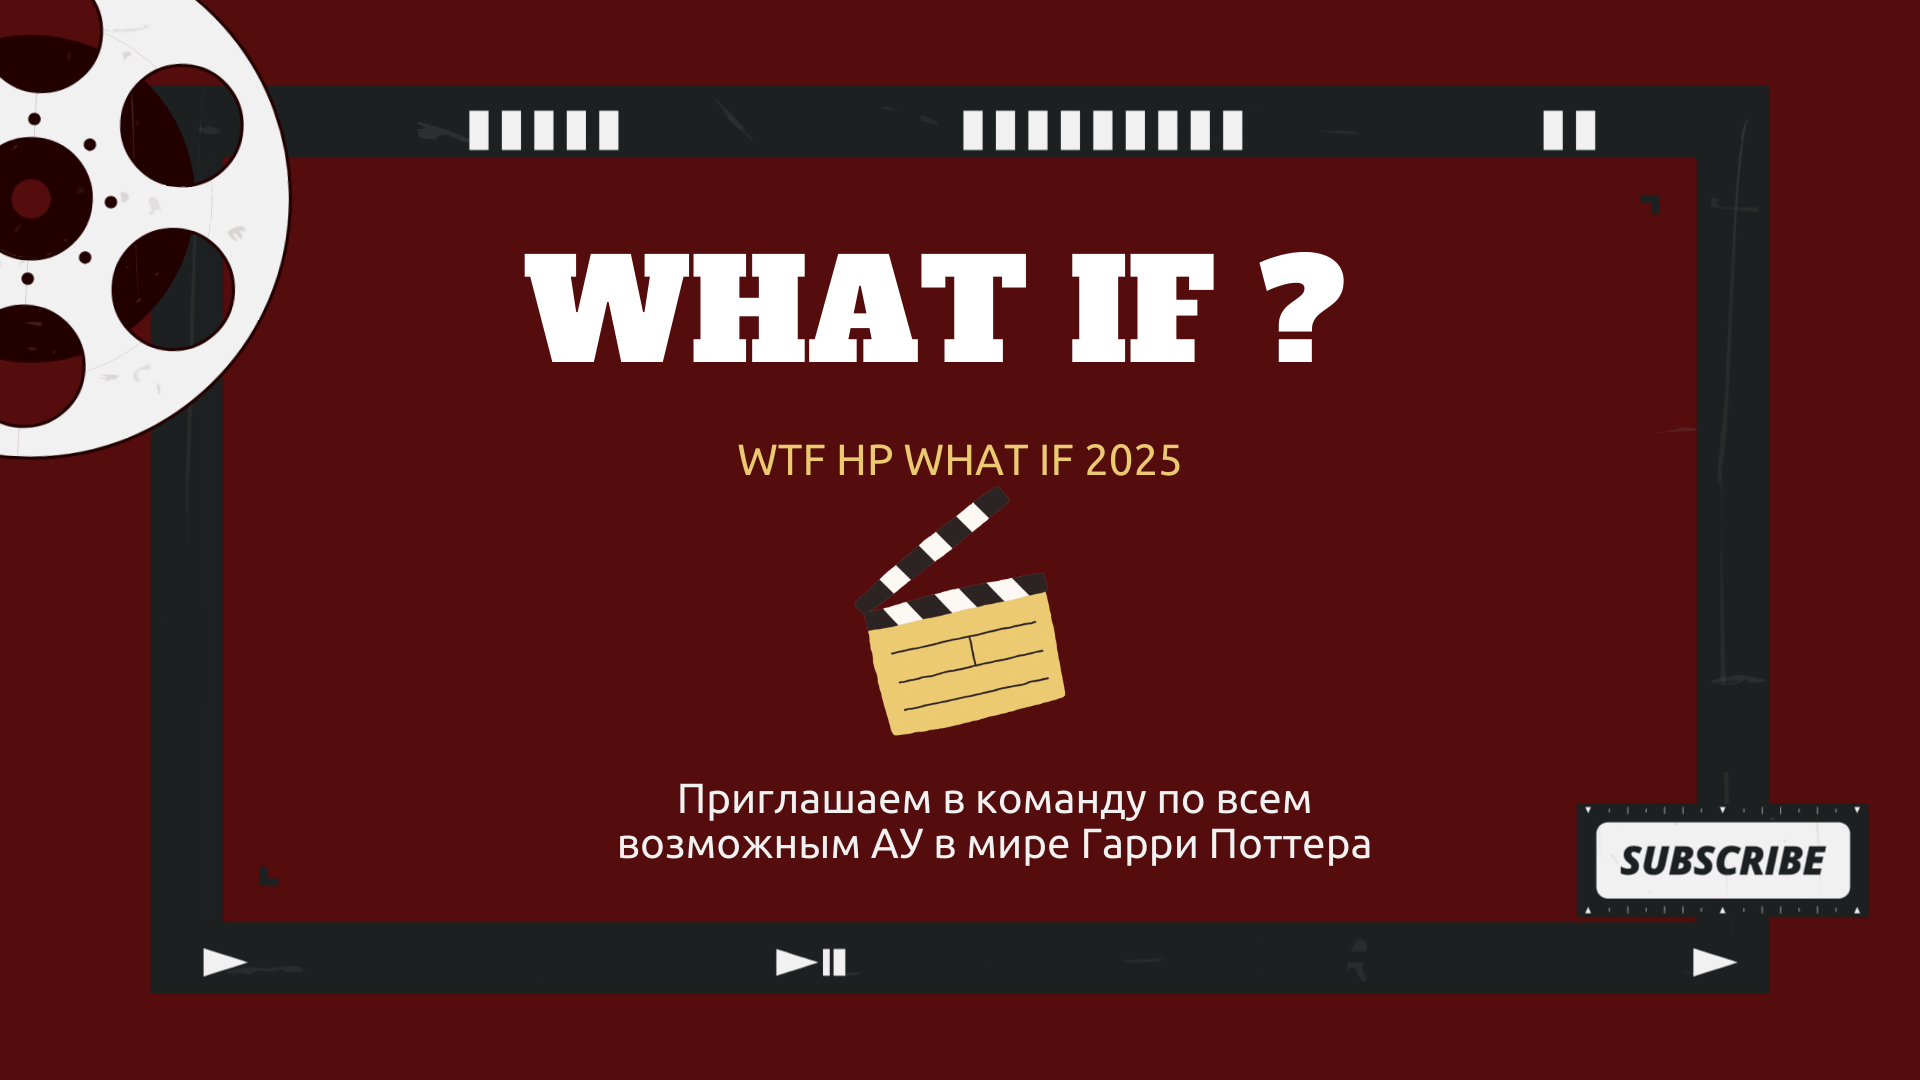 WHAT IF ?
WTF HP WHAT IF 2025
Приглашаем в команду по всем
возможным АУ в мире Гарри Поттера
SUBSCRIBE